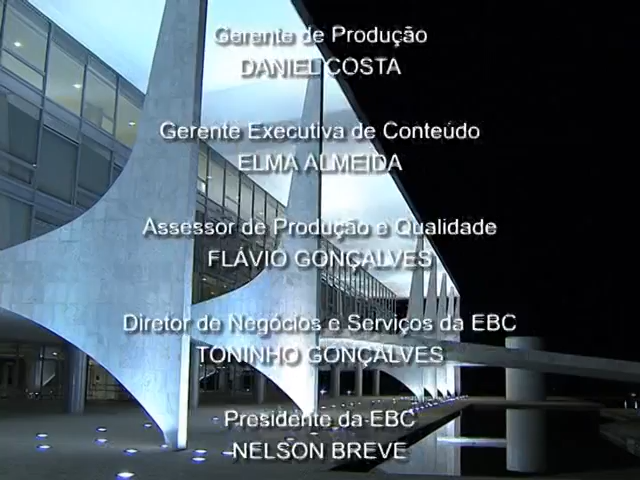 Gerente de Produção
DANIEL COSTA
Gerente Executiva de Conteúdo
ELMA ALMEIDA
Assessor de Produção e Qualidade
FLÁVIO GONÇALVES
Diretor de Negócios e Serviços da EBC
TONINHO GONÇALVES
Presidente da EBC
NELSON BREVE